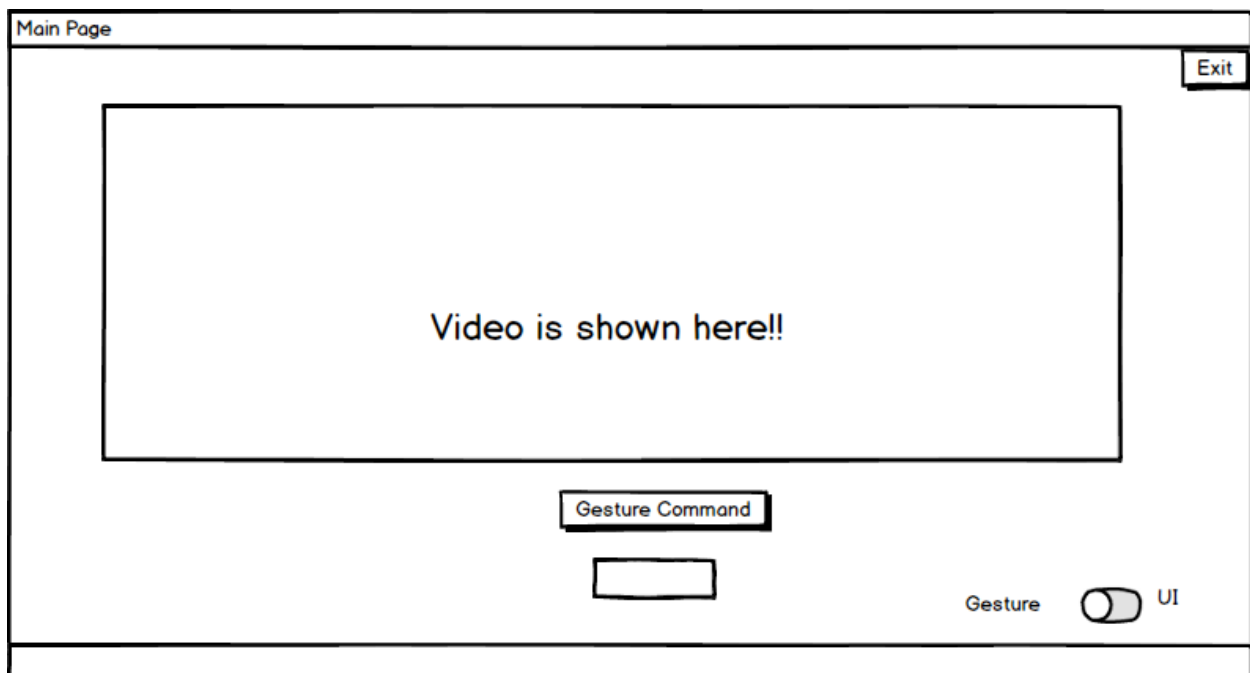 Main Page
Exit
Video is shown here!!
Gesture Command
Gesture
UI